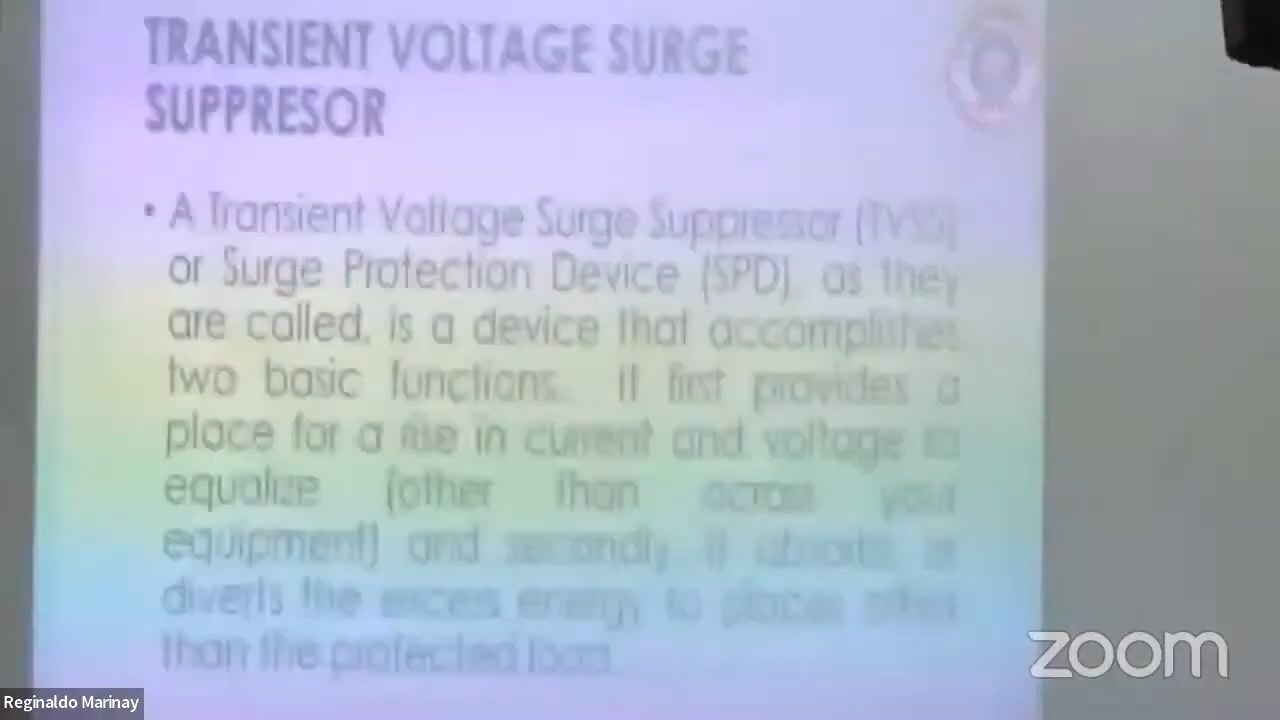 TRANSIENT VOLTAGE SURGE
SUPPRESOR
• A Transient Voltage Surge Suppressor (TVSS)
or Surge Protection Device (SPD), as they
are called, is a device that accomplishes
two basic functions. It first provides a
place for a rise in current and voltage to
equalize (other than across your
equipment) and secondly, it absorbs or
diverts the excess energy to places other
than the protected load.
zoom
Reginaldo Marinay